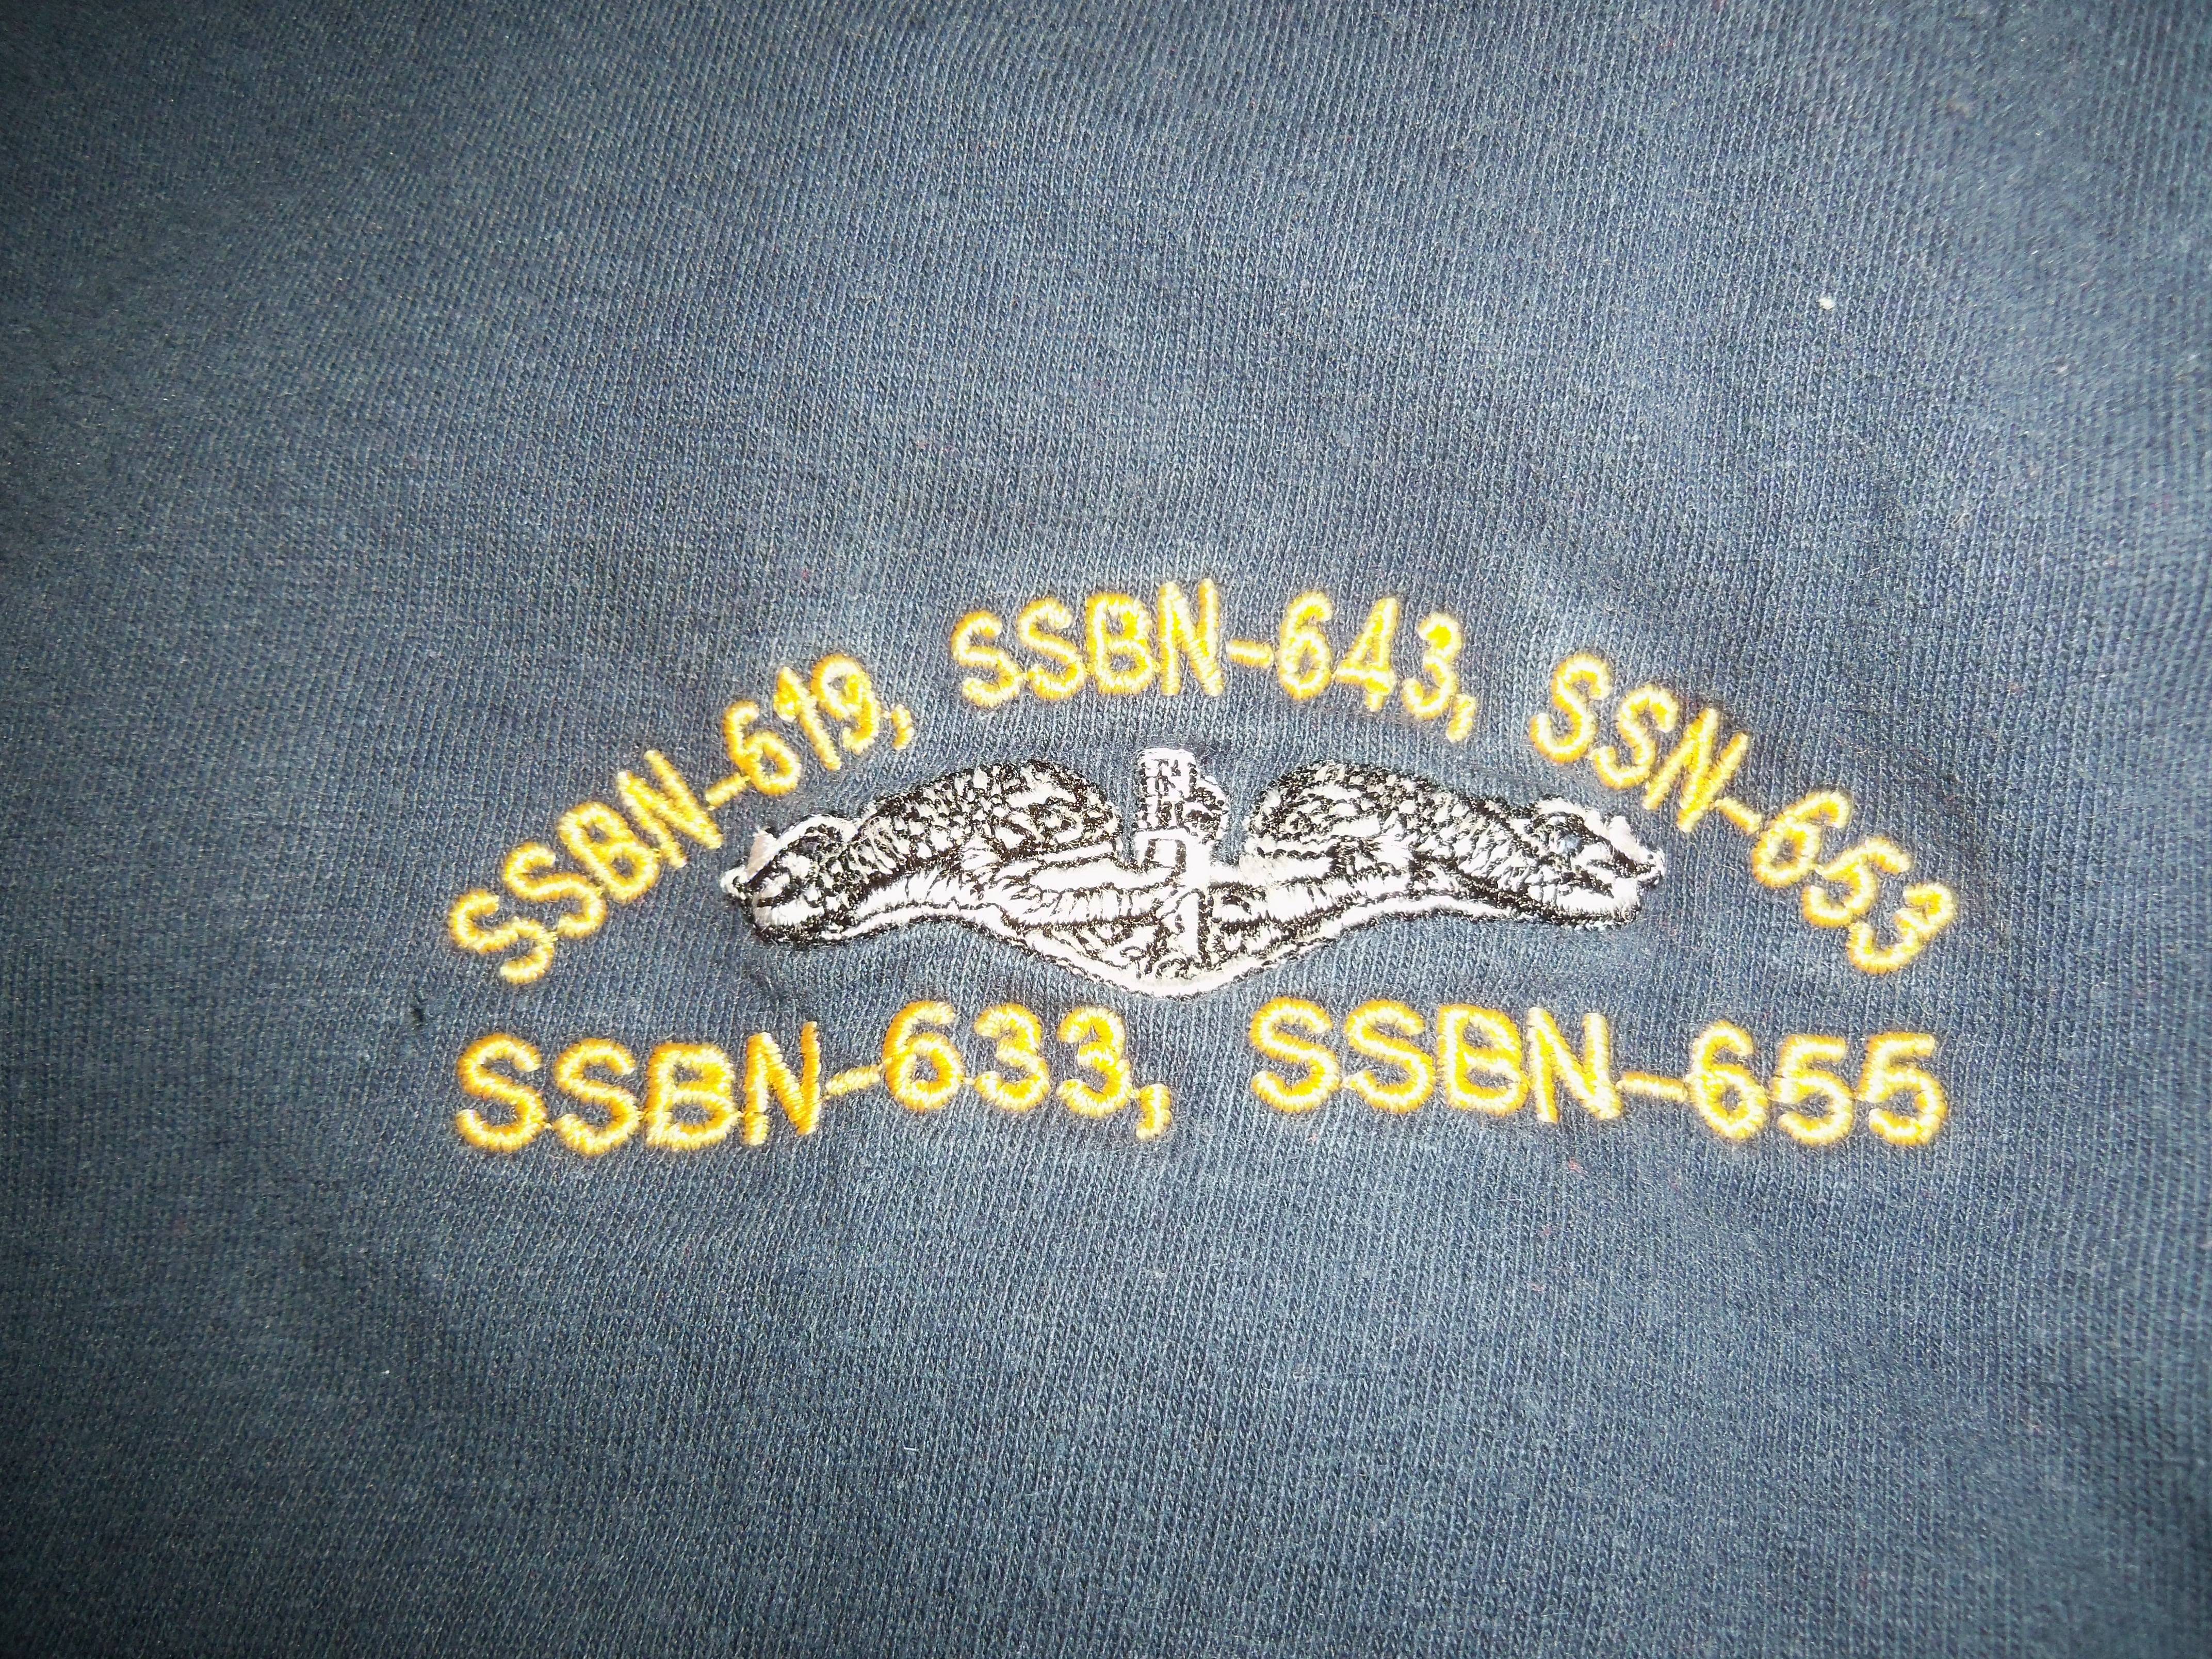 SSBN-619, SSBN-643, SSN-653
SSBN-633, SSBN-655